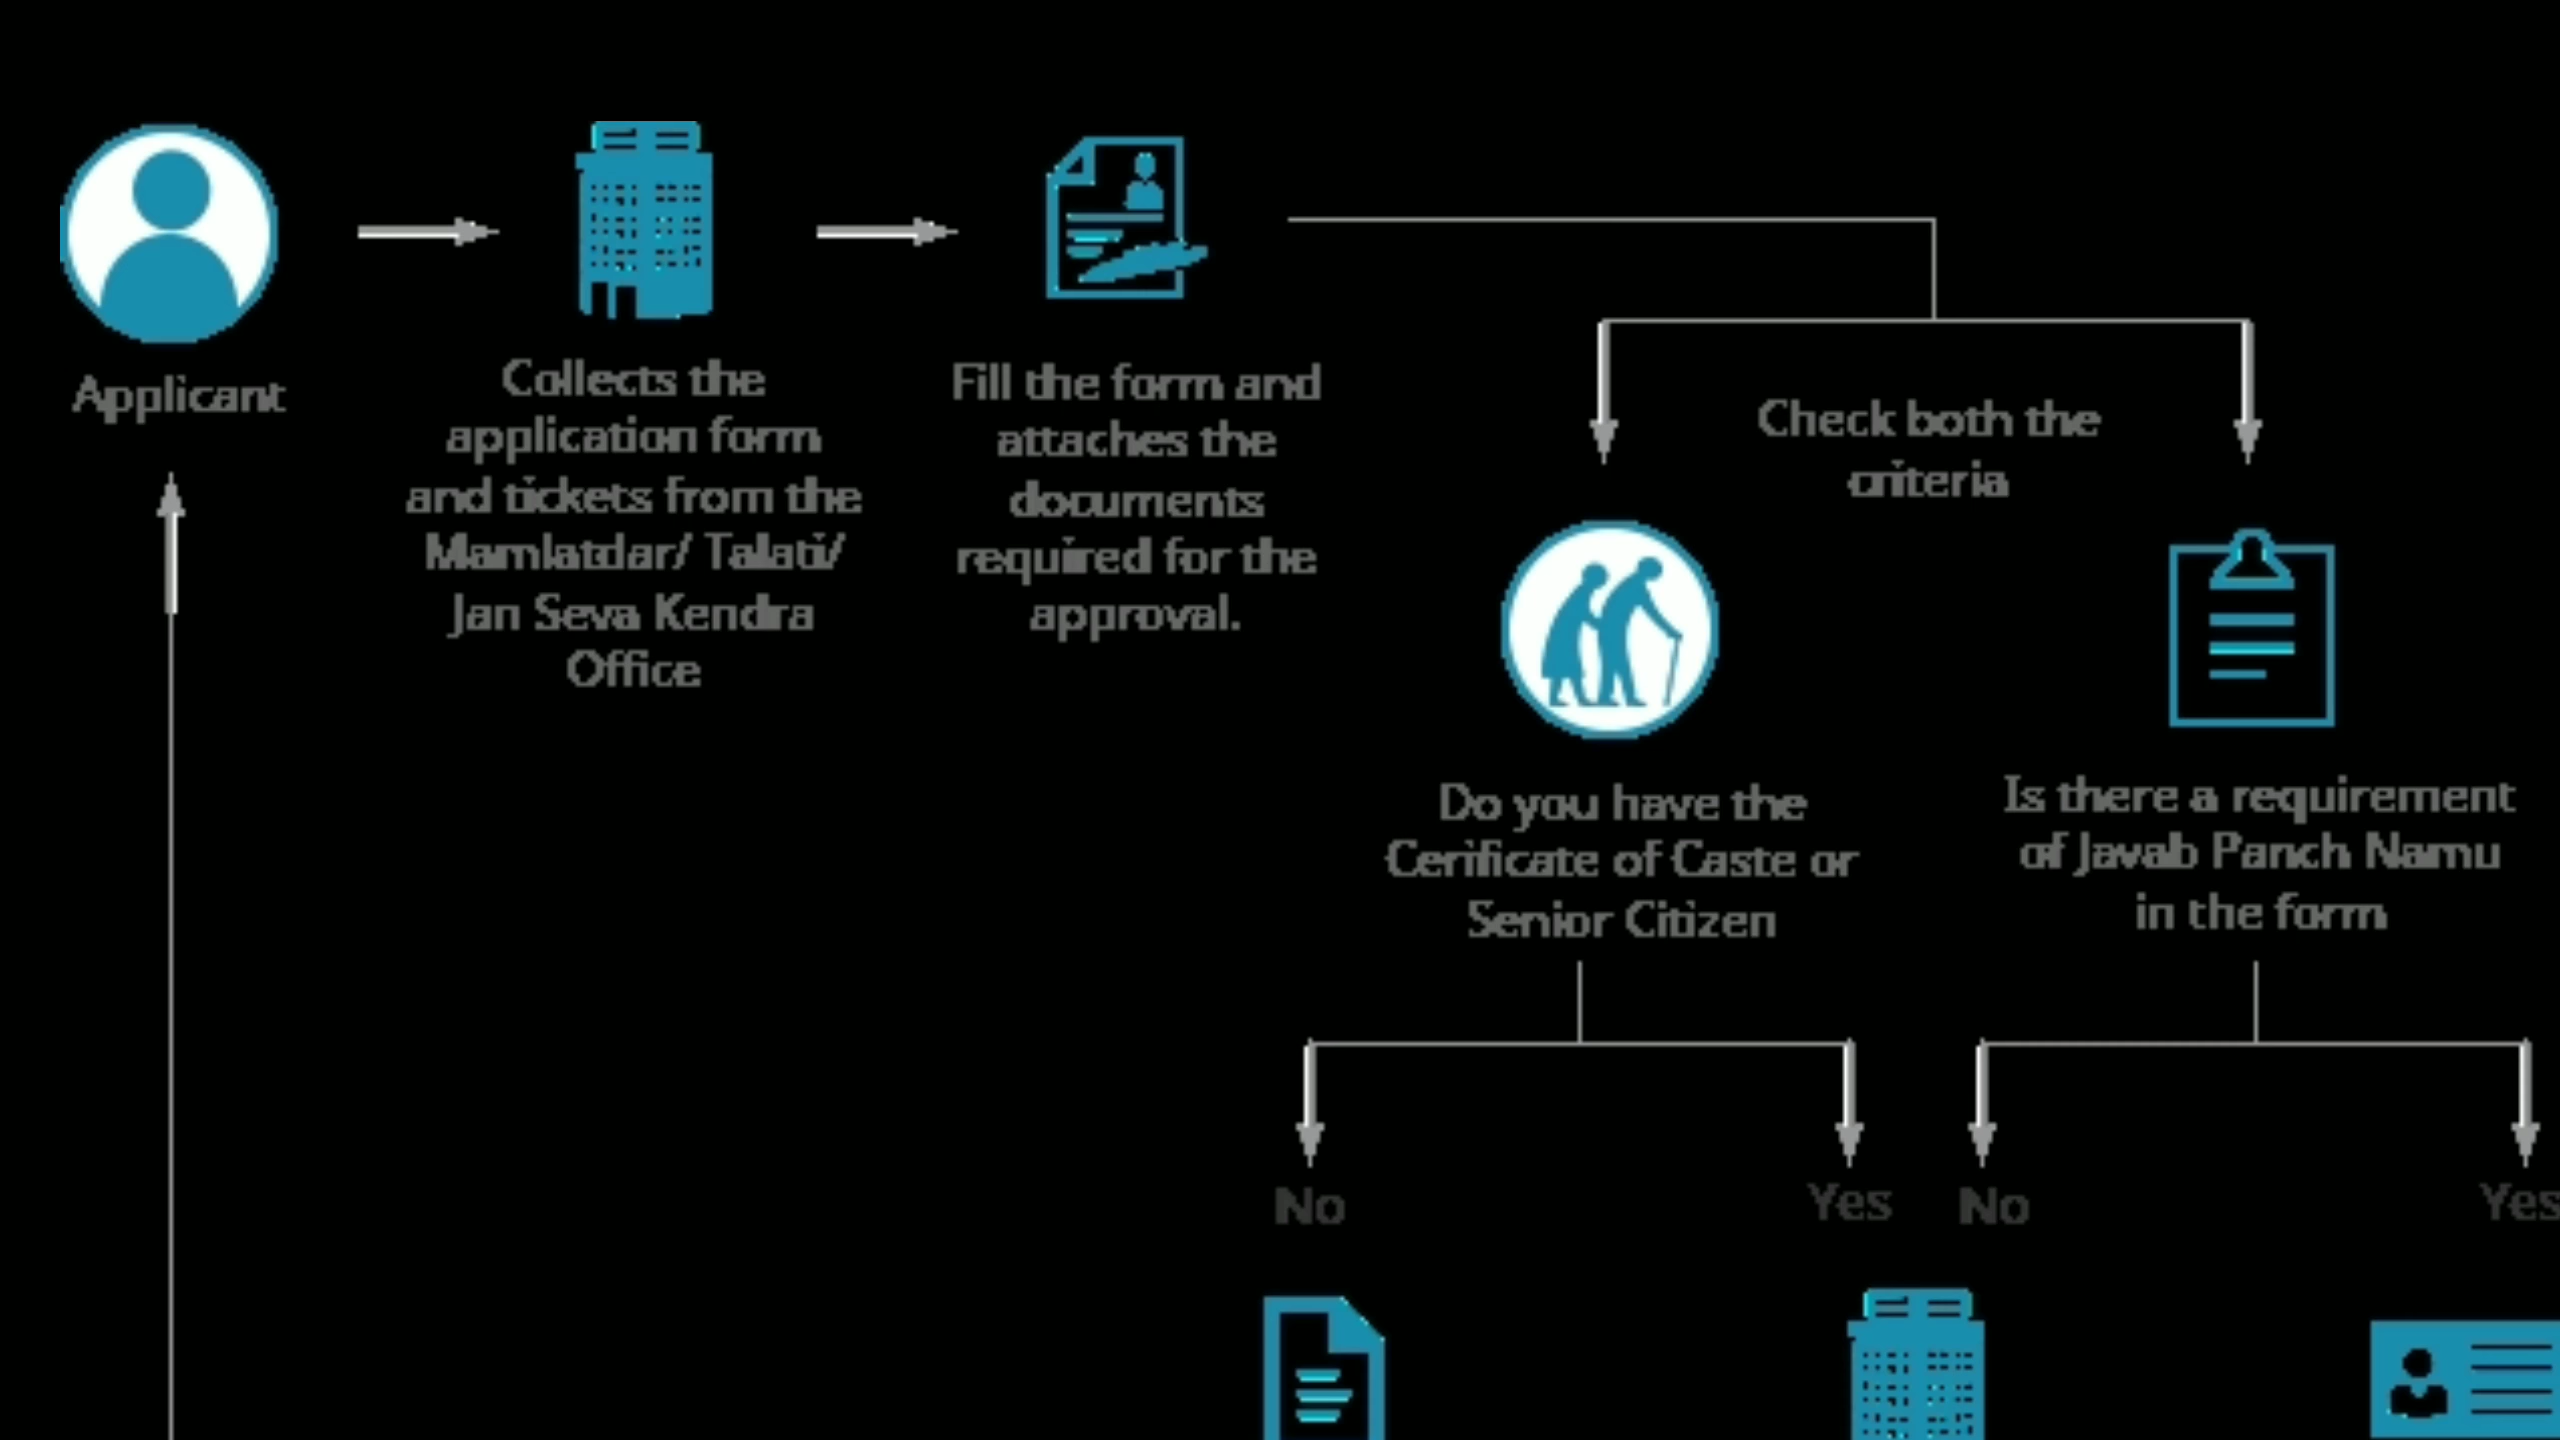 Applicant
Collects the
application form
and tickets from the
Mamlatdar/ Talati/
Jan Seva Kendra
Office
Fill the form and
attaches the
documents
required for the
approval.
Check both the
criteria
Do you have the
Cerificate of Caste or
Senior Citizen
Is there a requirement
of Javab Panch Namu
in the form
No
Yes
No
Yes